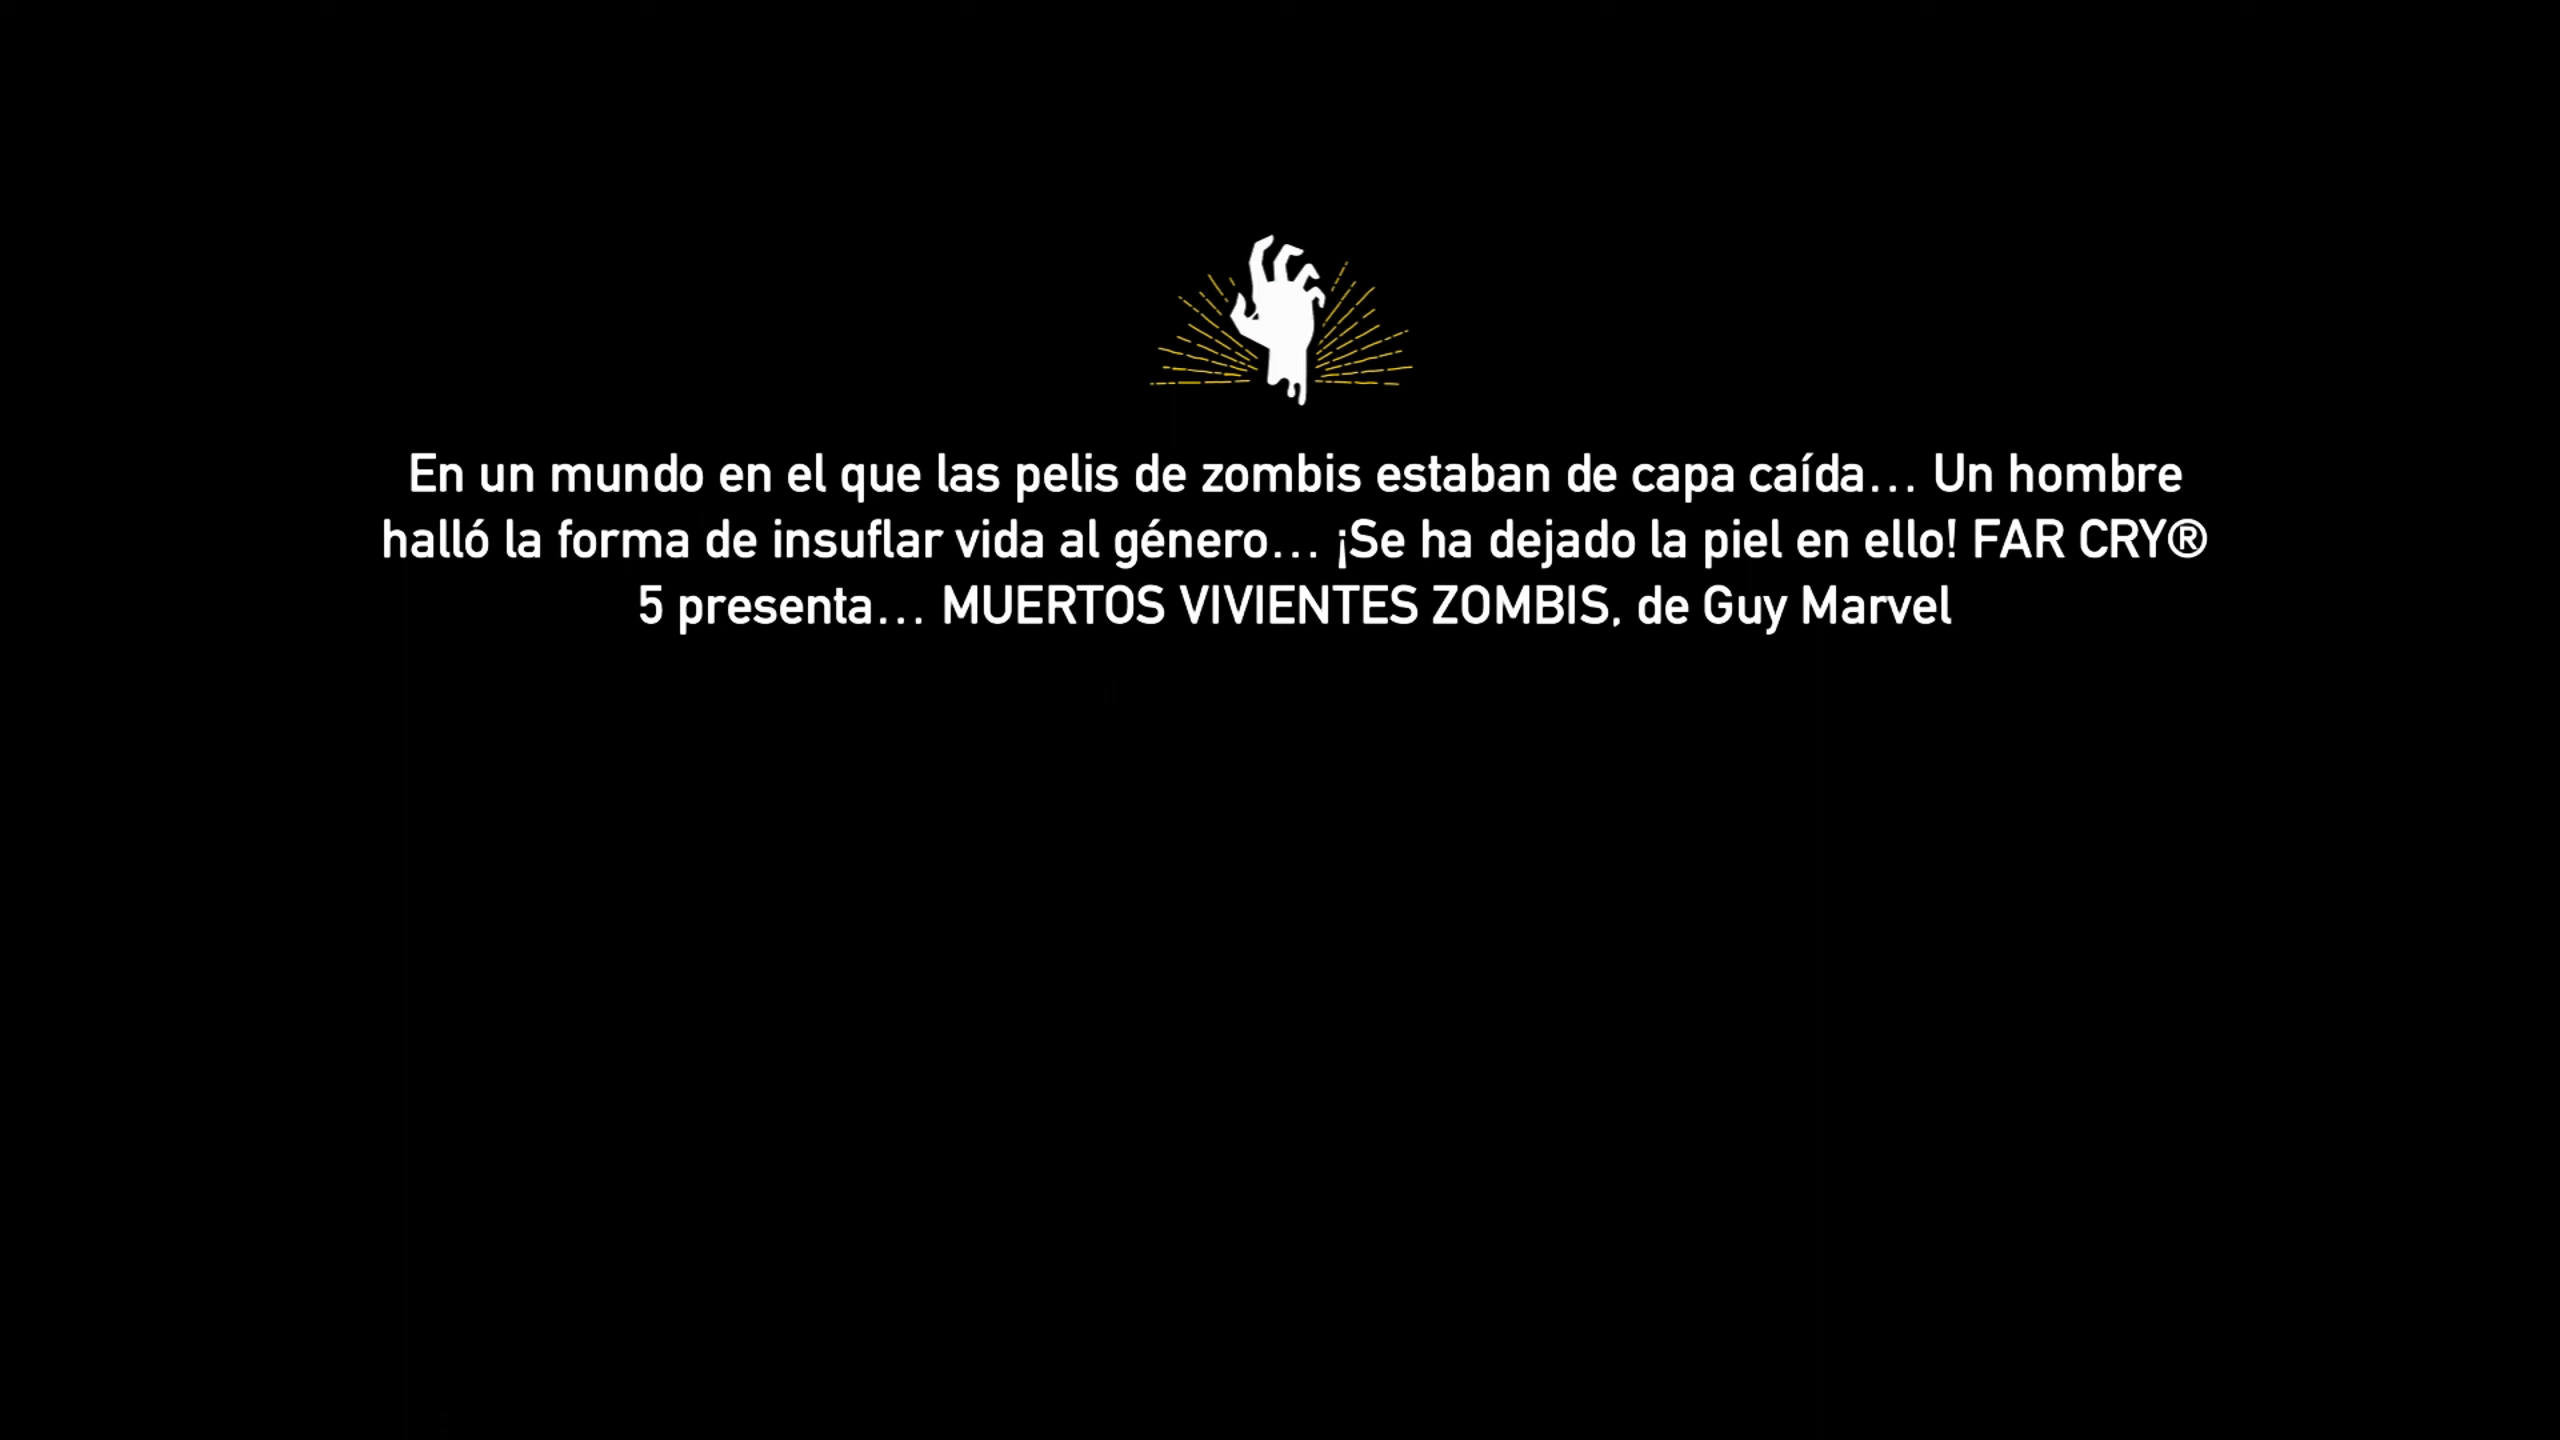 En un mundo en el que las pelis de zombis estaban de capa caída... Un hombre
halló la forma de insuflar vida al género... ¡Se ha dejado la piel en ello! FAR CRY®
5 presenta... MUERTOS VIVIENTES ZOMBIS, de Guy Marvel